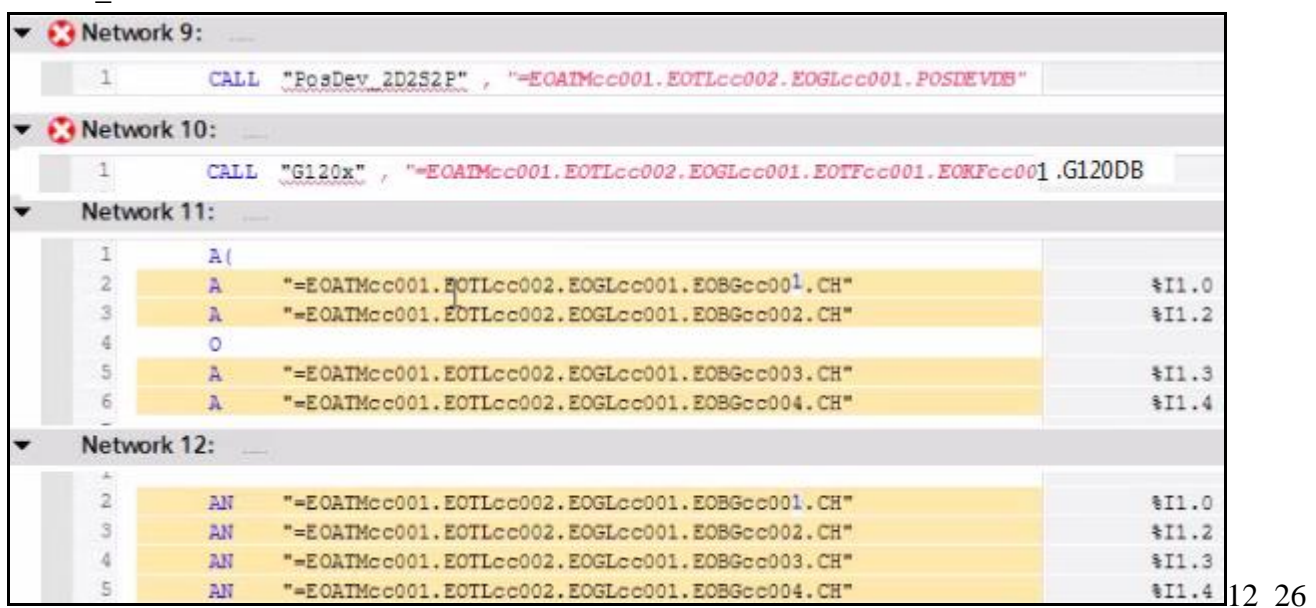 Network 9:
1 CALL "PosDev_2D2S2P" , "=EOATMcc001.EOTLcc002.EOGLcc001.POSDEVDB"
Network 10:
1 CALL "G120x" , "=EOATMcc001.EOTLcc002.EOGLcc001.EOTFcc001.EOKFcc001.G120DB
Network 11:
1 A(
2 A "=EOATMcc001.EOTLcc002.EOGLcc001.EOBGcc001.CH" %I1.0
3 A "=EOATMcc001.EOTLcc002.EOGLcc001.EOBGcc002.CH" %I1.2
4 O
5 A "=EOATMcc001.EOTLcc002.EOGLcc001.EOBGcc003.CH" %I1.3
6 A "=EOATMcc001.EOTLcc002.EOGLcc001.EOBGcc004.CH" %I1.4
Network 12:
2 AN "=EOATMcc001.EOTLcc002.EOGLcc001.EOBGcc001.CH" %I1.0
3 AN "=EOATMcc001.EOTLcc002.EOGLcc001.EOBGcc002.CH" %I1.2
4 AN "=EOATMcc001.EOTLcc002.EOGLcc001.EOBGcc003.CH" %I1.3
5 AN "=EOATMcc001.EOTLcc002.EOGLcc001.EOBGcc004.CH" %I1.4
12 26